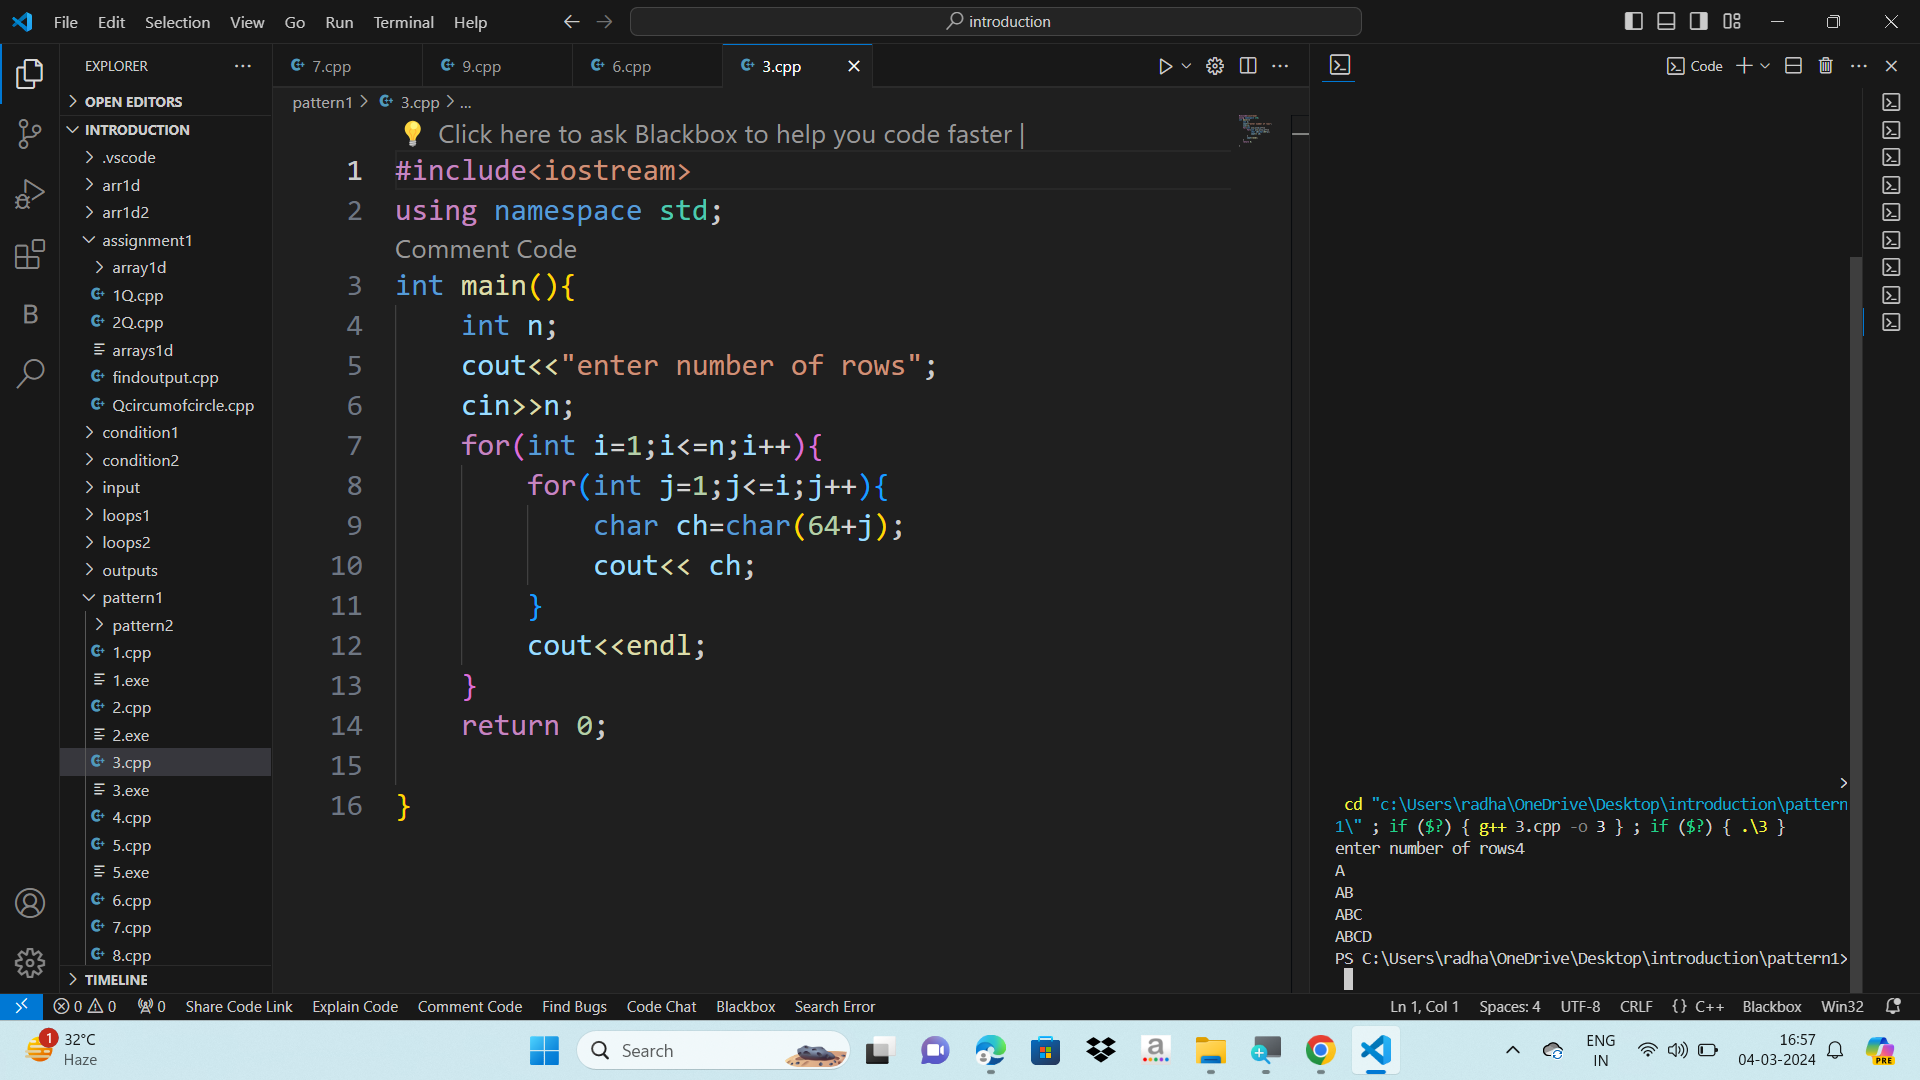 File Edit Selection View Go Run Terminal Help
introduction
EXPLORER
7.cpp 9.cpp 6.cpp 3.cpp
Code
OPEN EDITORS
pattern1 > 3.cpp > ...
INTRODUCTION
.vscode
arr1d
arr1d2
assignment1
array1d
1Q.cpp
2Q.cpp
arrays1d
findoutput.cpp
Qcircumofcircle.cpp
condition1
condition2
input
loops1
loops2
outputs
pattern1
pattern2
1.cpp
1.exe
2.cpp
2.exe
3.cpp
3.exe
4.cpp
5.cpp
5.exe
6.cpp
7.cpp
8.cpp
TIMELINE
B
Click here to ask Blackbox to help you code faster |
1 #include<iostream>
2 using namespace std;
Comment Code
3 int main(){
4 int n;
5 cout<<"enter number of rows";
6 cin>>n;
7 for(int i=1;i<=n;i++){
8 for(int j=1;j<=i;j++){
9 char ch=char(64+j);
10 cout<< ch;
11 }
12 cout<<endl;
13 }
14 return 0;
15
16 }
>
cd "c:\Users\radha\OneDrive\Desktop\introduction\pattern
1\" ; if ($?) { g++ 3.cpp -o 3 } ; if ($?) { .\3 }
enter number of rows4
A
AB
ABC
ABCD
PS C:\Users\radha\OneDrive\Desktop\introduction\pattern1>
0 0 0 Share Code Link Explain Code Comment Code Find Bugs Code Chat Blackbox Search Error
Ln 1, Col 1 Spaces: 4 UTF-8 CRLF {} C++ Blackbox Win32
1
32°C
Haze
Search
a
ENG
IN
16:57
04-03-2024
PRE